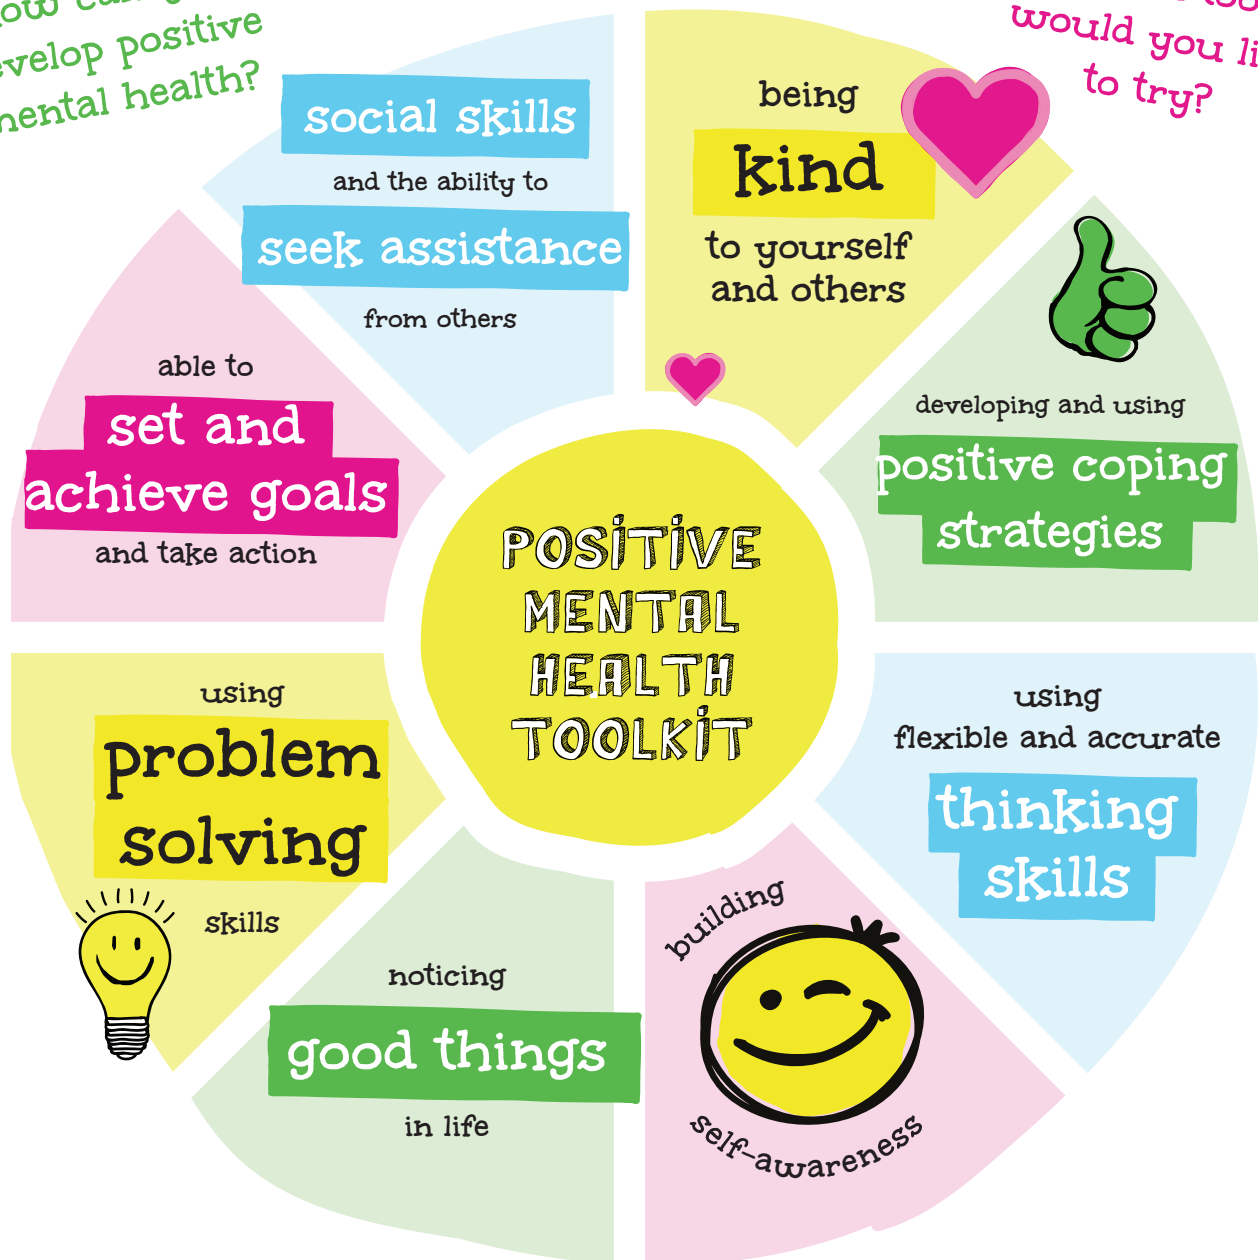 positive
health?
would you
to try?
social skills
and the ability to
seek assistance
from others
being
kind
to yourself
and others
developing and using
positive coping
strategies
using
flexible and accurate
thinking
skills
building
self-awareness
noticing
good things
in life
using
problem
solving
skills
able to
set and
achieve goals
and take action
POSITIVE
MENTAL
HEALTH
TOOLKIT